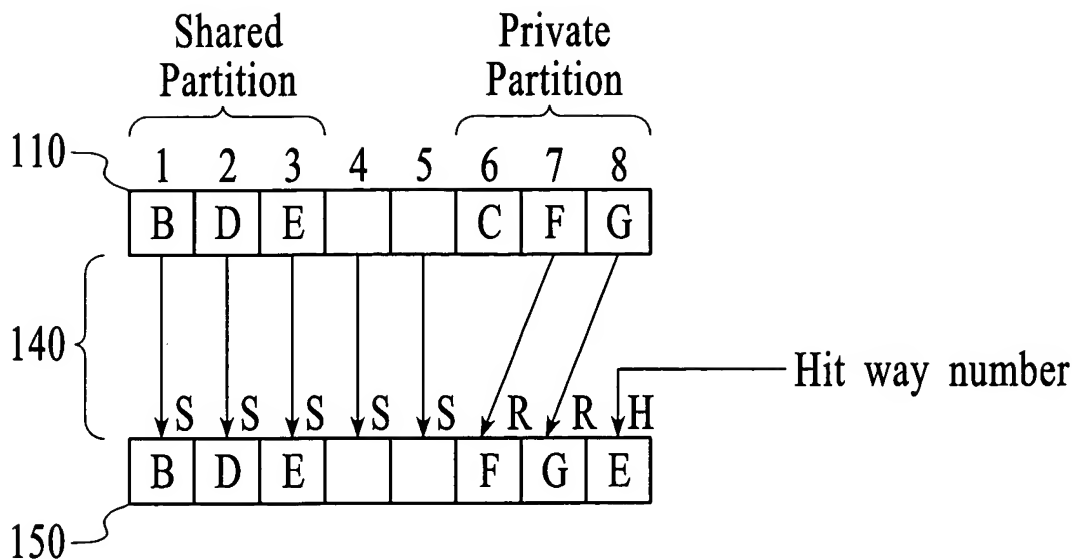 Shared Partition
Private Partition
110
1 2 3 4 5 6 7 8
B D E C F G
140
Hit way number
S S S S S R R H
B D E F G E
150